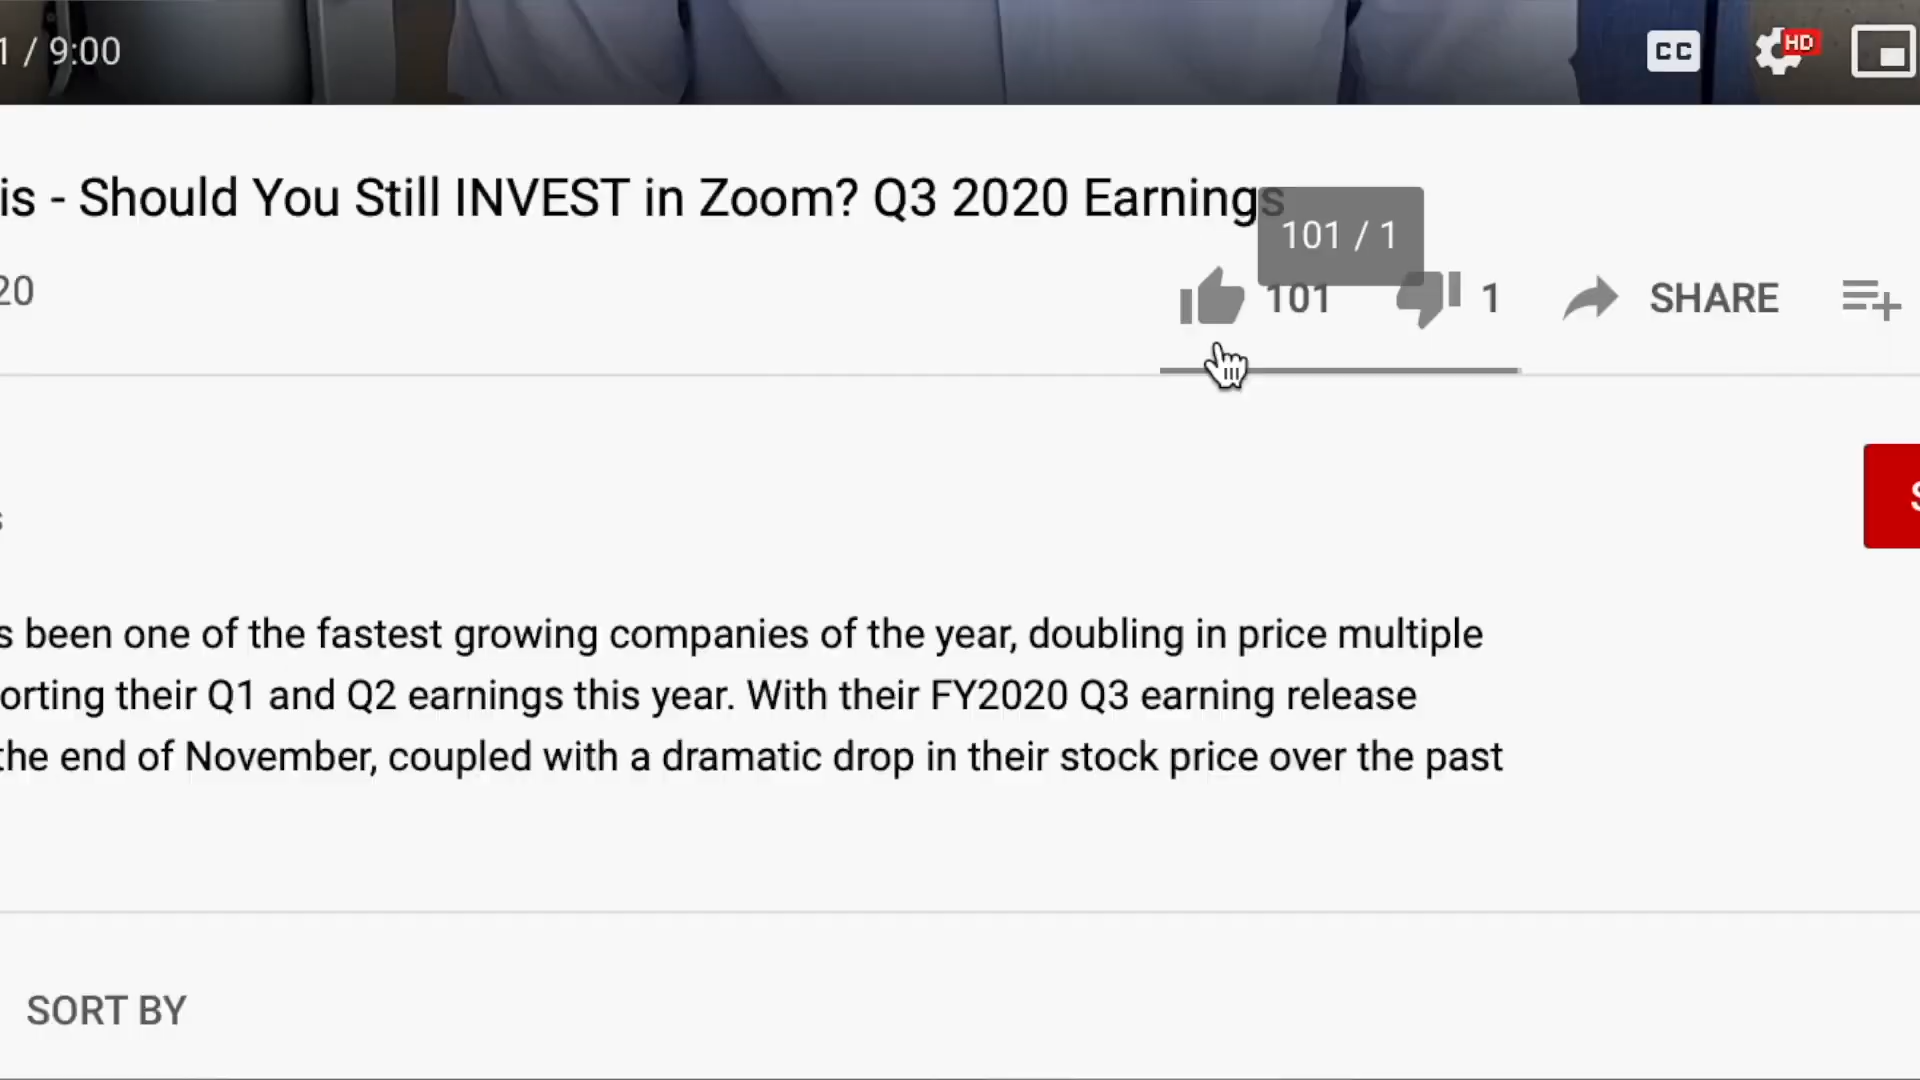 1 / 9:00
CC
HD
is - Should You Still INVEST in Zoom? Q3 2020 Earnings
101 / 1
20
101
1
SHARE
S
s
s been one of the fastest growing companies of the year, doubling in price multiple
orting their Q1 and Q2 earnings this year. With their FY2020 Q3 earning release
the end of November, coupled with a dramatic drop in their stock price over the past
SORT BY